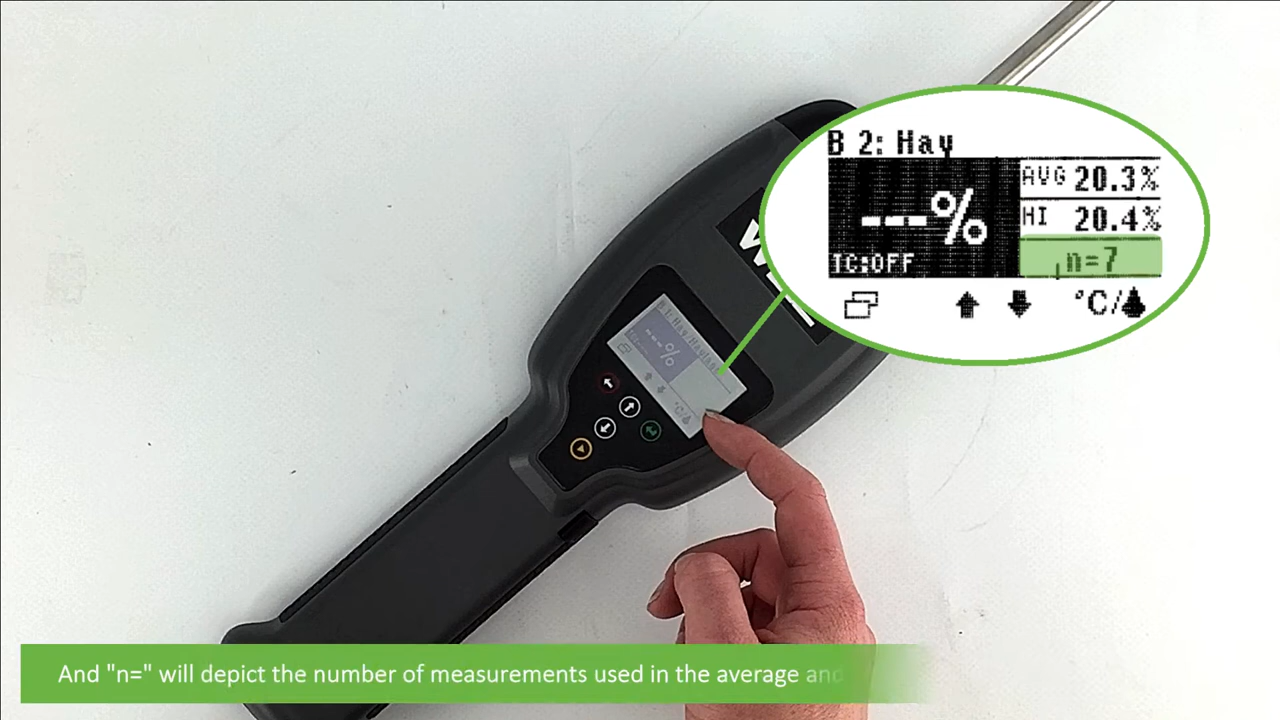 B 2: Hay
AVG 20.3%
HI 20.4%
---%
TC:OFF
n=7
°C/
And "n=" will depict the number of measurements used in the average and